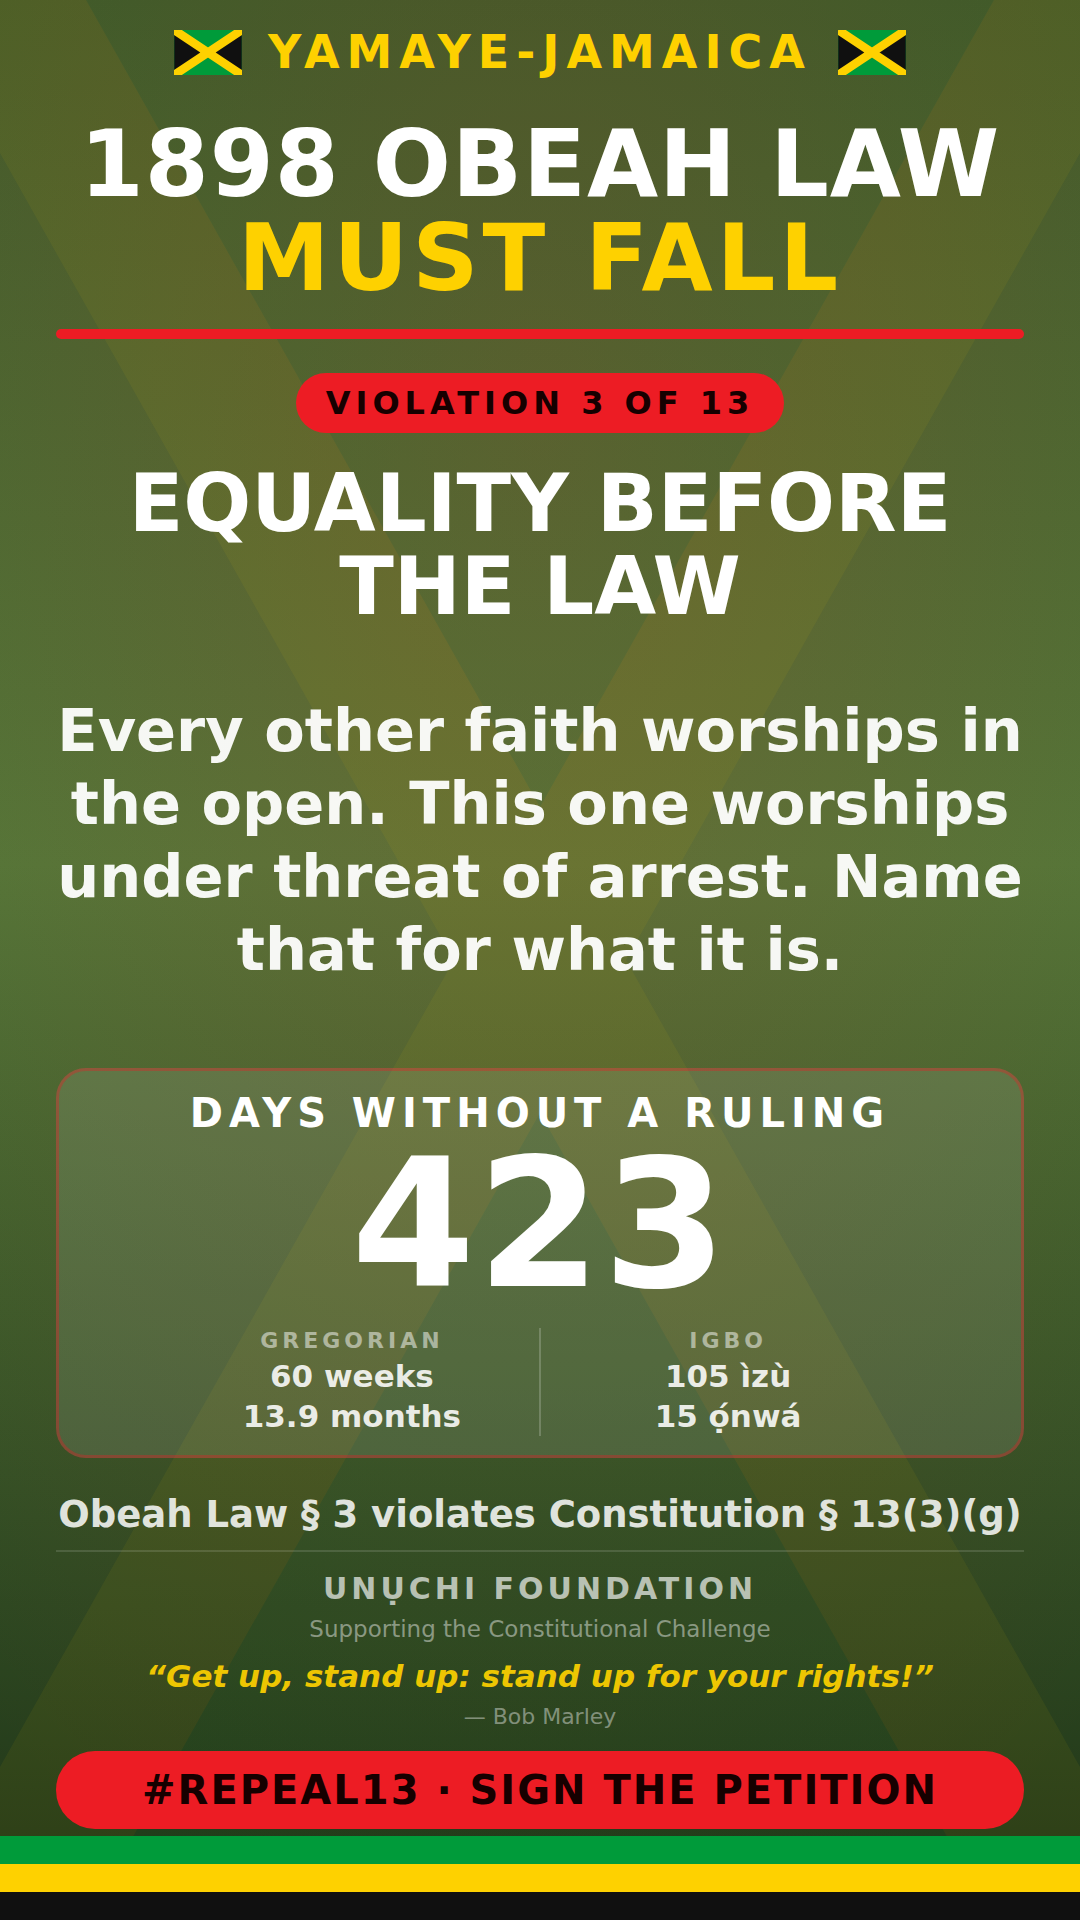 YAMAYE-JAMAICA
1898 OBEAH LAW
MUST FALL
VIOLATION 3 OF 13
EQUALITY BEFORE
THE LAW
Every other faith worships in
the open. This one worships
under threat of arrest. Name
that for what it is.
DAYS WITHOUT A RULING
423
GREGORIAN
60 weeks
13.9 months
IGBO
105 ìzù
15 ọ́nwá
Obeah Law § 3 violates Constitution § 13(3)(g)
UNỤCHI FOUNDATION
Supporting the Constitutional Challenge
“Get up, stand up: stand up for your rights!”
— Bob Marley
#REPEAL13 · SIGN THE PETITION